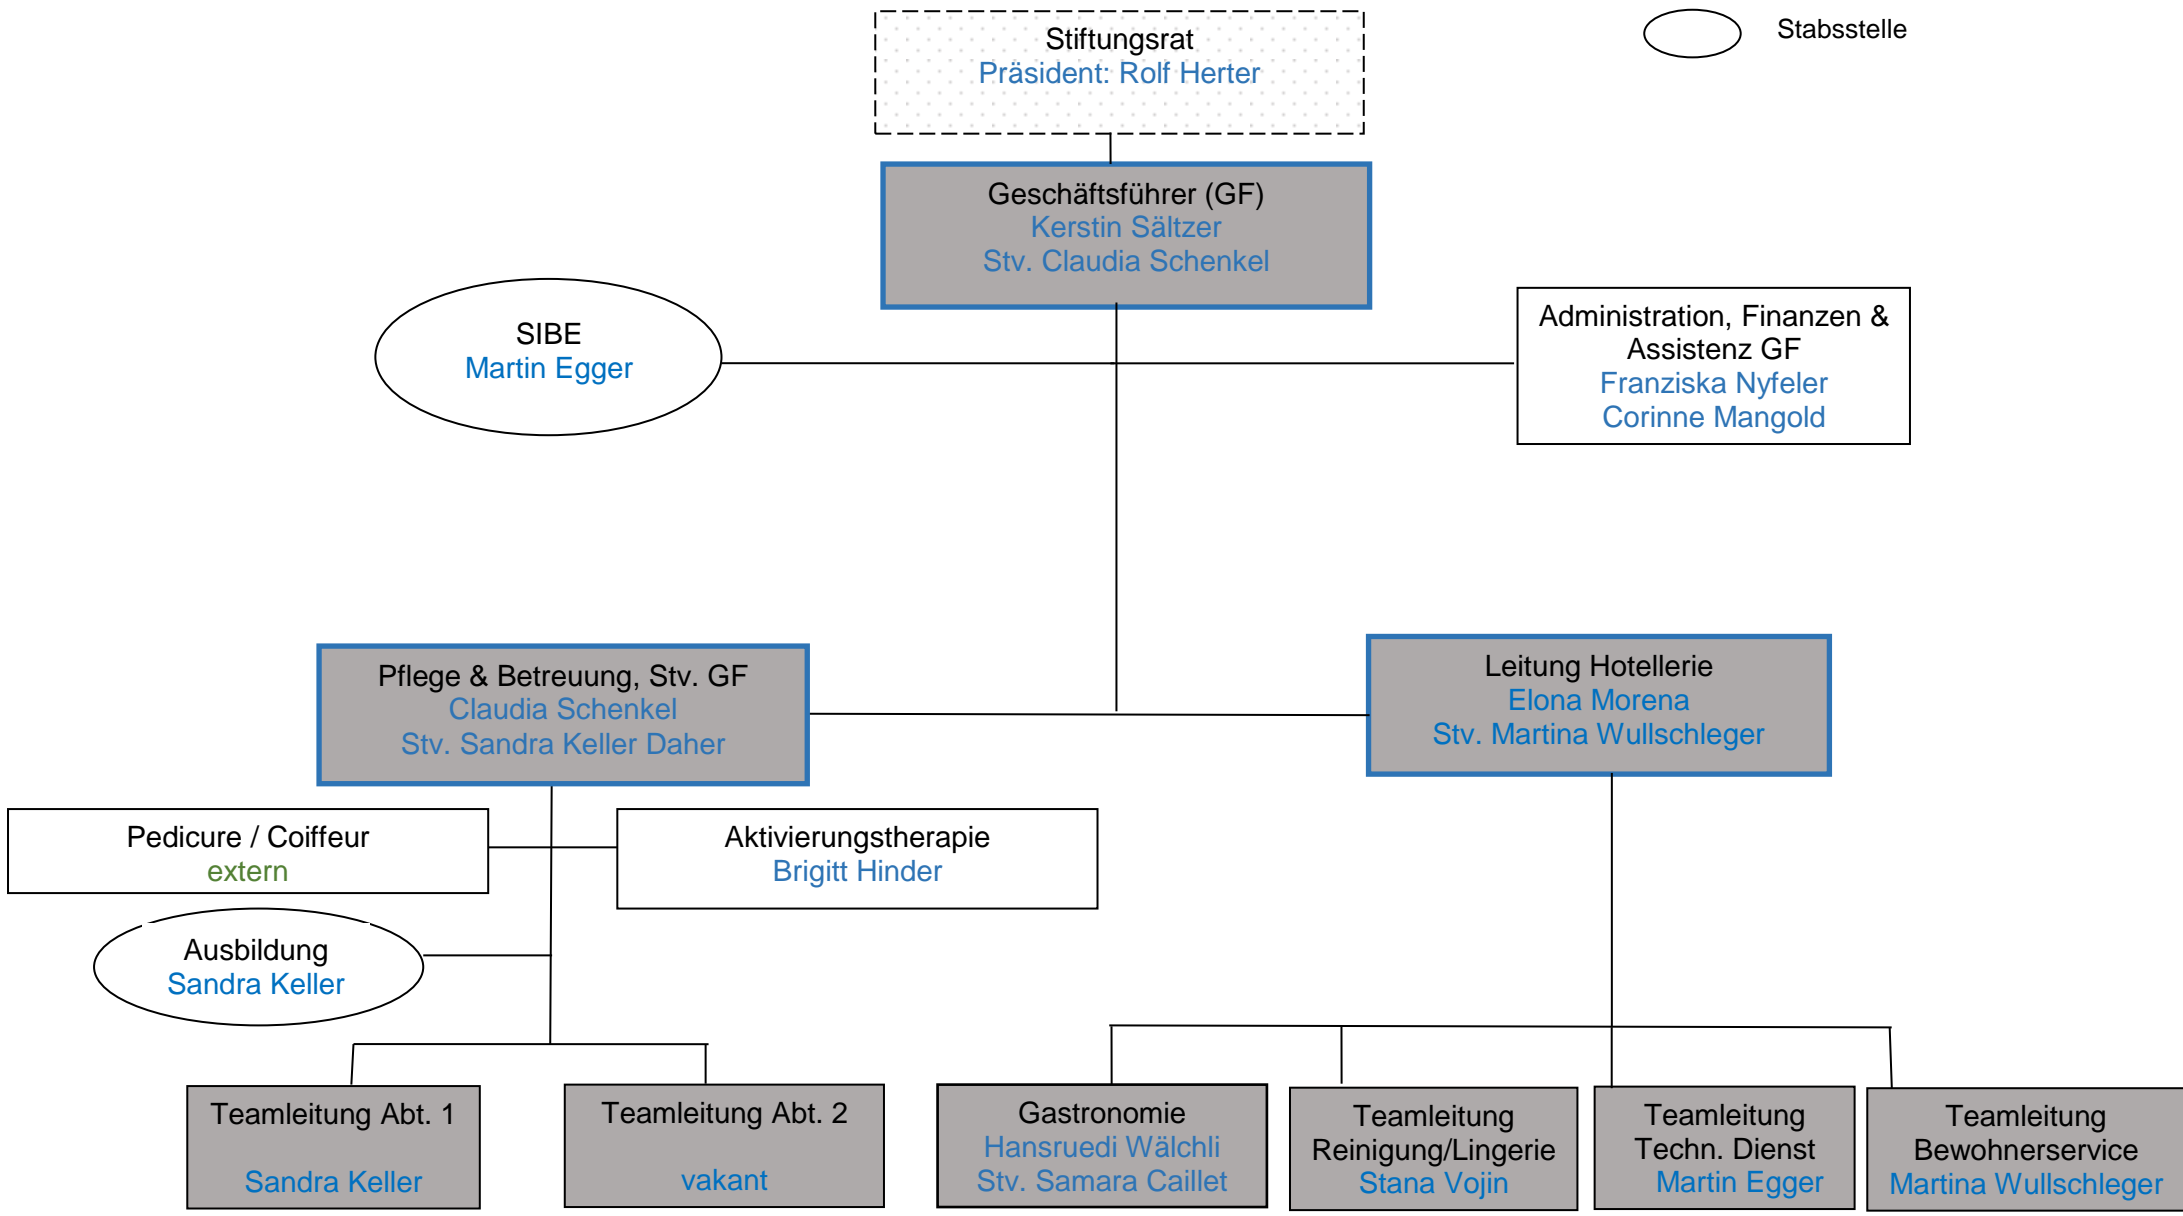 Stiftungsrat
Präsident: Rolf Herter
Stabsstelle
Geschäftsführer (GF)
Kerstin Sältzer
Stv. Claudia Schenkel
SIBE
Martin Egger
Administration, Finanzen &
Assistenz GF
Franziska Nyfeler
Corinne Mangold
Pflege & Betreuung, Stv. GF
Claudia Schenkel
Stv. Sandra Keller Daher
Leitung Hotellerie
Elona Morena
Stv. Martina Wullschleger
Pedicure / Coiffeur
extern
Aktivierungstherapie
Brigitt Hinder
Ausbildung
Sandra Keller
Teamleitung Abt. 1
Sandra Keller
Teamleitung Abt. 2
vakant
Gastronomie
Hansruedi Wälchli
Stv. Samara Caillet
Teamleitung
Reinigung/Lingerie
Stana Vojin
Teamleitung
Techn. Dienst
Martin Egger
Teamleitung
Bewohnerservice
Martina Wullschleger